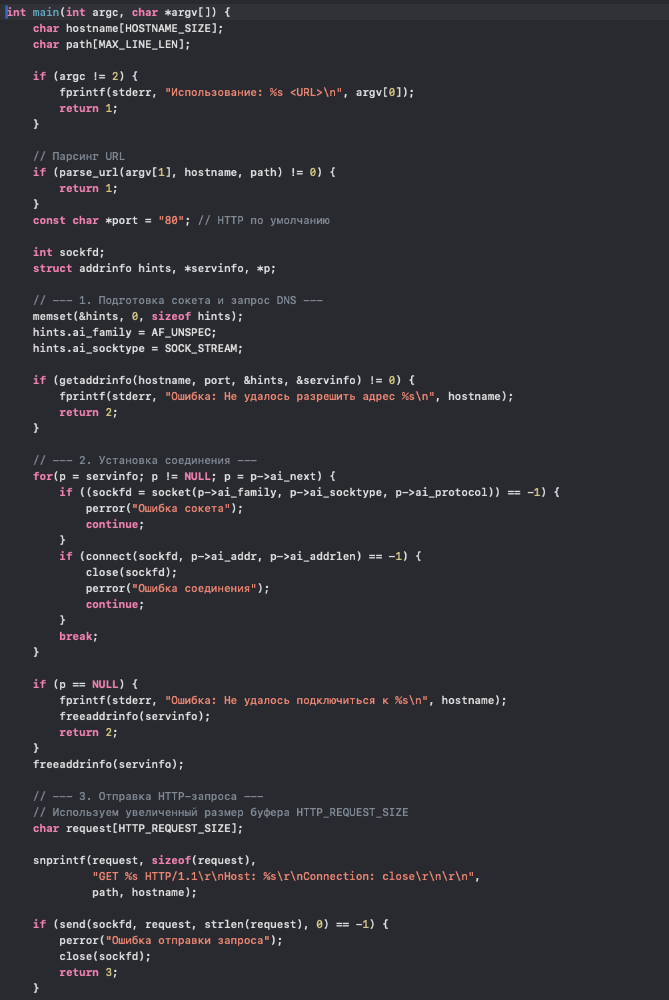 int main(int argc, char *argv[]) {
    char hostname[HOSTNAME_SIZE];
    char path[MAX_LINE_LEN];

    if (argc != 2) {
        fprintf(stderr, "Использование: %s <URL>\n", argv[0]);
        return 1;
    }

    // Парсинг URL
    if (parse_url(argv[1], hostname, path) != 0) {
        return 1;
    }
    const char *port = "80"; // HTTP по умолчанию

    int sockfd;
    struct addrinfo hints, *servinfo, *p;

    // --- 1. Подготовка сокета и запрос DNS ---
    memset(&hints, 0, sizeof hints);
    hints.ai_family = AF_UNSPEC;
    hints.ai_socktype = SOCK_STREAM;

    if (getaddrinfo(hostname, port, &hints, &servinfo) != 0) {
        fprintf(stderr, "Ошибка: Не удалось разрешить адрес %s\n", hostname);
        return 2;
    }

    // --- 2. Установка соединения ---
    for(p = servinfo; p != NULL; p = p->ai_next) {
        if ((sockfd = socket(p->ai_family, p->ai_socktype, p->ai_protocol)) == -1) {
            perror("Ошибка сокета");
            continue;
        }
        if (connect(sockfd, p->ai_addr, p->ai_addrlen) == -1) {
            close(sockfd);
            perror("Ошибка соединения");
            continue;
        }
        break;
    }

    if (p == NULL) {
        fprintf(stderr, "Ошибка: Не удалось подключиться к %s\n", hostname);
        freeaddrinfo(servinfo);
        return 2;
    }
    freeaddrinfo(servinfo);

    // --- 3. Отправка HTTP-запроса ---
    // Используем увеличенный размер буфера HTTP_REQUEST_SIZE
    char request[HTTP_REQUEST_SIZE];

    snprintf(request, sizeof(request),
             "GET %s HTTP/1.1\r\nHost: %s\r\nConnection: close\r\n\r\n",
             path, hostname);

    if (send(sockfd, request, strlen(request), 0) == -1) {
        perror("Ошибка отправки запроса");
        close(sockfd);
        return 3;
    }